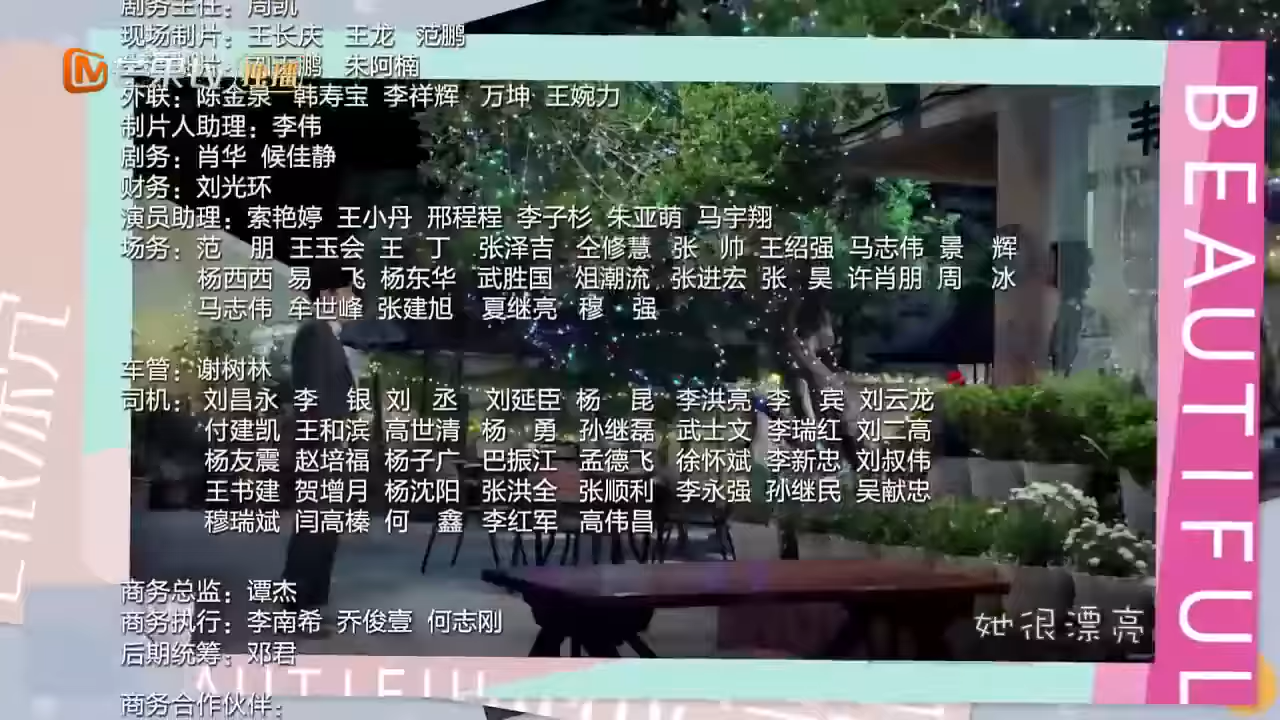 剧务主任：周凯
现场制片：王长庆 王龙 范鹏
朱阿楠
外联：陈金泉 韩寿宝 李祥辉 万坤 王婉力
制片人助理：李伟
剧务：肖华 候佳静
财务：刘光环
演员助理：索艳婷 王小丹 邢程程 李子杉 朱亚萌 马宇翔
场务：范 朋 王玉会 王 丁 张泽吉 仝修慧 张 帅 王绍强 马志伟 景 辉
杨西西 易 飞 杨东华 武胜国 俎潮流 张进宏 张 昊 许肖朋 周 冰
马志伟 牟世峰 张建旭 夏继亮 穆 强
车管：谢树林
司机：刘昌永 李 银 刘 丞 刘延臣 杨 昆 李洪亮 李 宾 刘云龙
付建凯 王和滨 高世清 杨 勇 孙继磊 武士文 李瑞红 刘二高
杨友震 赵培福 杨子广 巴振江 孟德飞 徐怀斌 李新忠 刘叔伟
王书建 贺增月 杨沈阳 张洪全 张顺利 李永强 孙继民 吴献忠
穆瑞斌 闫高榛 何 鑫 李红军 高伟昌
商务总监：谭杰
商务执行：李南希 乔俊壹 何志刚
后期统筹：邓君
商务合作伙伴：
她很漂亮
BEAUTIFUL